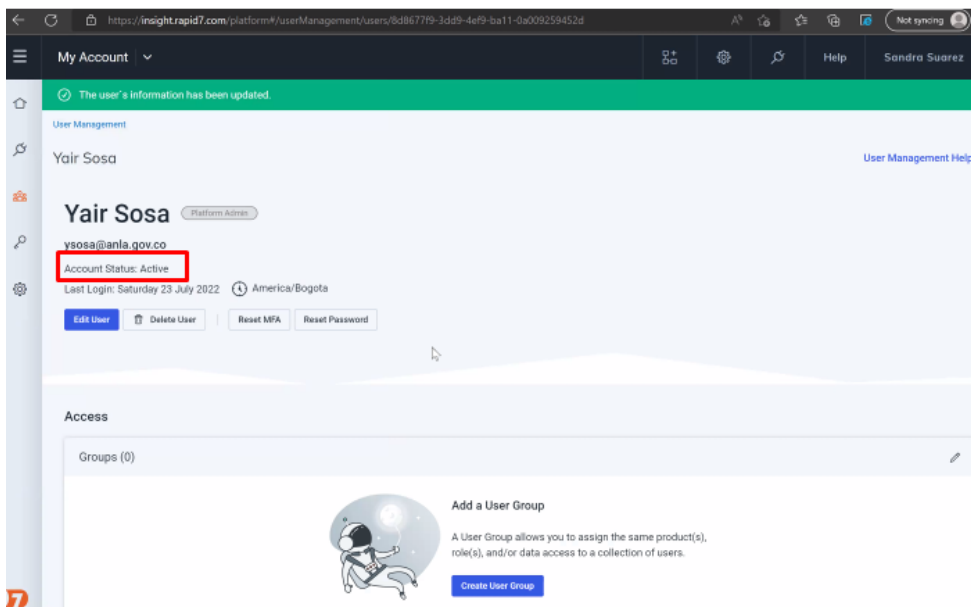 https://insight.rapid7.com/platform#/userManagement/users/8d8677f9-3dd9-4ef9-ba11-0a009259452d
Not syncing
My Account
Help
Sandra Suarez
The user's information has been updated.
User Management
Yair Sosa
User Management Help
Yair Sosa
Platform Admin
ysosa@anla.gov.co
Account Status: Active
Last Login: Saturday 23 July 2022 America/Bogota
Edit User Delete User Reset MFA Reset Password
Access
Groups (0)
Add a User Group
A User Group allows you to assign the same product(s),
role(s), and/or data access to a collection of users.
Create User Group